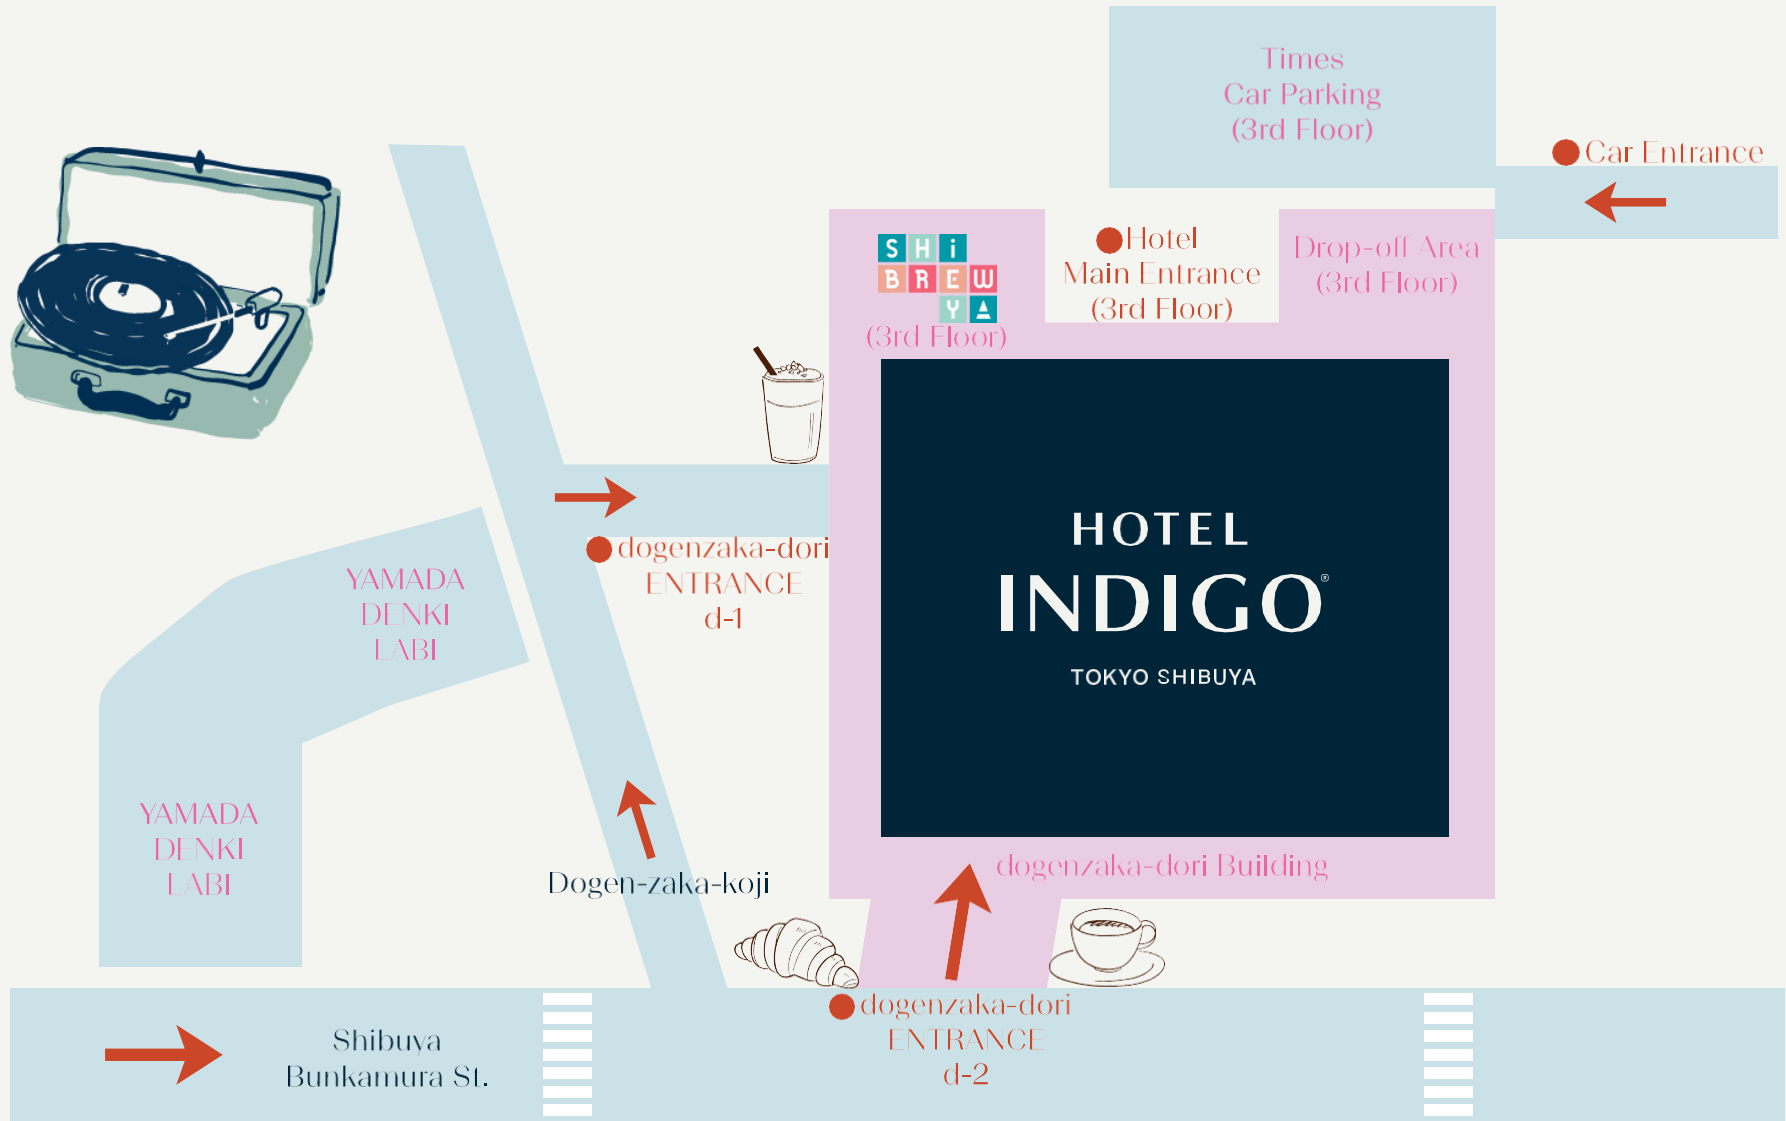 Times
Car Parking
(3rd Floor)
Car Entrance
SHi
BREW
YA
(3rd Floor)
Hotel
Main Entrance
(3rd Floor)
Drop-off Area
(3rd Floor)
HOTEL
INDIGO®
TOKYO SHIBUYA
dogenzaka-dori
ENTRANCE
d-1
YAMADA
DENKI
LABI
YAMADA
DENKI
LABI
Dogen-zaka-koji
dogenzaka-dori Building
dogenzaka-dori
ENTRANCE
d-2
Shibuya
Bunkamura St.